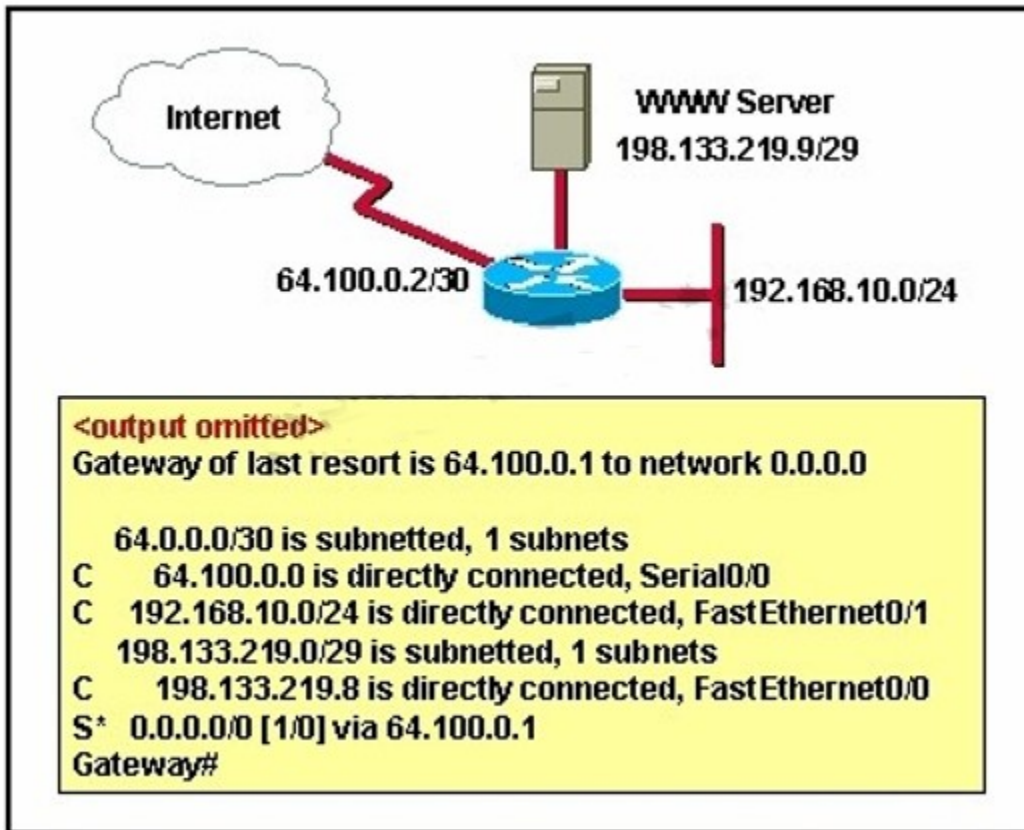 Internet
WWW Server
198.133.219.9/29
64.100.0.2/30
192.168.10.0/24
<output omitted>
Gateway of last resort is 64.100.0.1 to network 0.0.0.0
64.0.0.0/30 is subnetted, 1 subnets
C 64.100.0.0 is directly connected, Serial0/0
C 192.168.10.0/24 is directly connected, FastEthernet0/1
198.133.219.0/29 is subnetted, 1 subnets
C 198.133.219.8 is directly connected, FastEthernet0/0
S* 0.0.0.0/0 [1/0] via 64.100.0.1
Gateway#